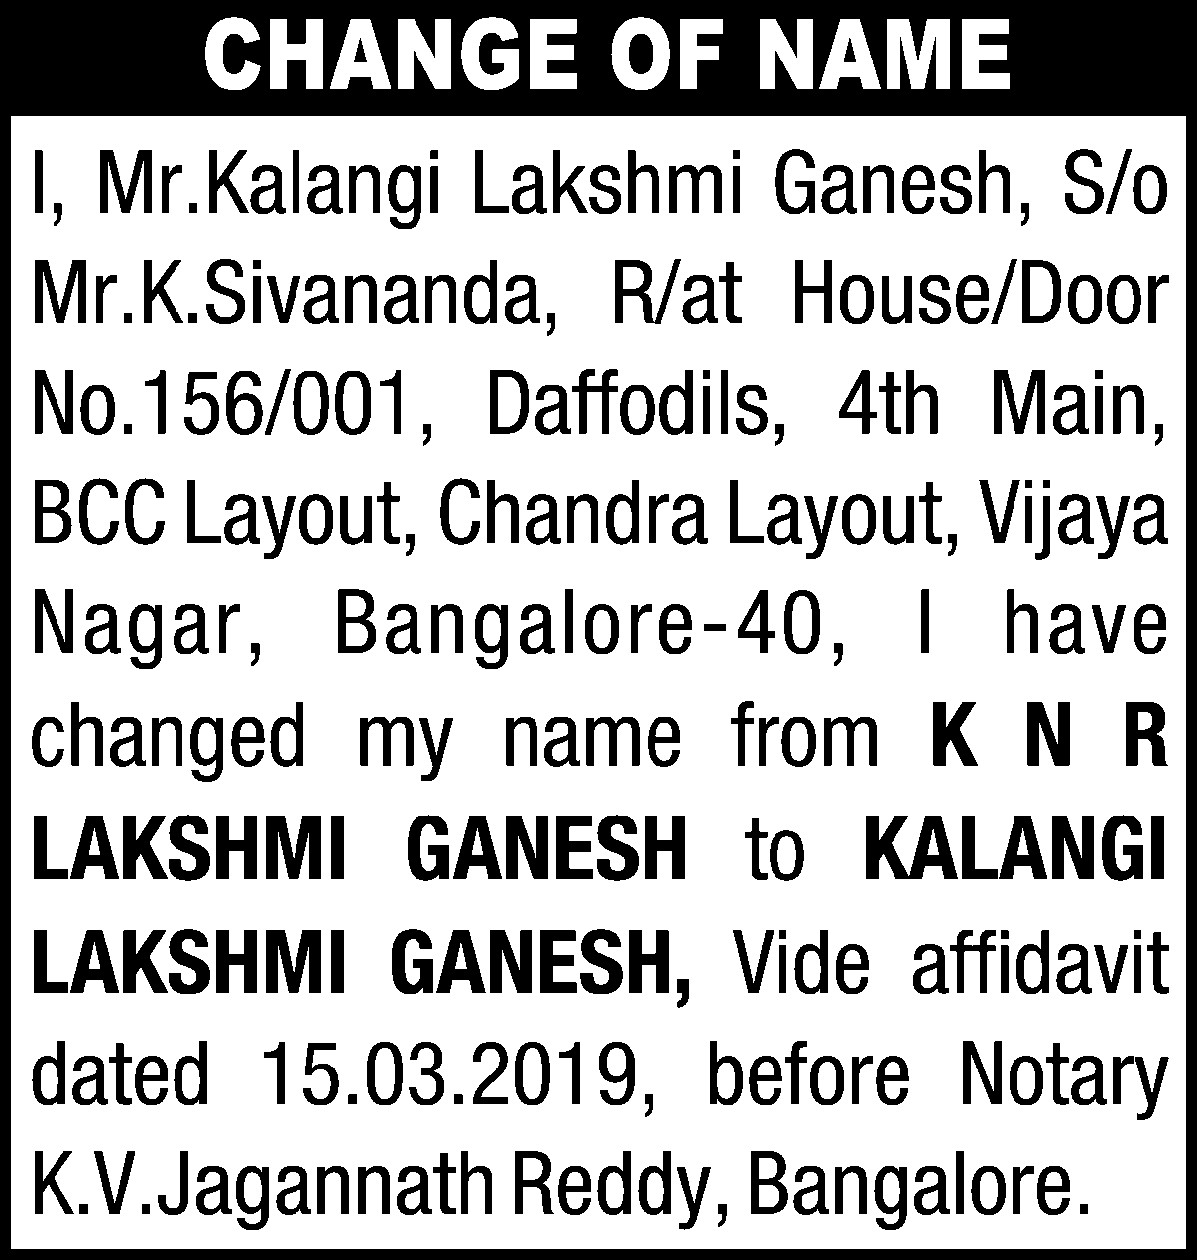 CHANGE OF NAME
I, Mr.Kalangi Lakshmi Ganesh, S/o
Mr.K.Sivananda, R/at House/Door
No.156/001, Daffodils, 4th Main,
BCC Layout, Chandra Layout, Vijaya
Nagar, Bangalore-40, I have
changed my name from K N R
LAKSHMI GANESH to KALANGI
LAKSHMI GANESH, Vide affidavit
dated 15.03.2019, before Notary
K.V.Jagannath Reddy, Bangalore.